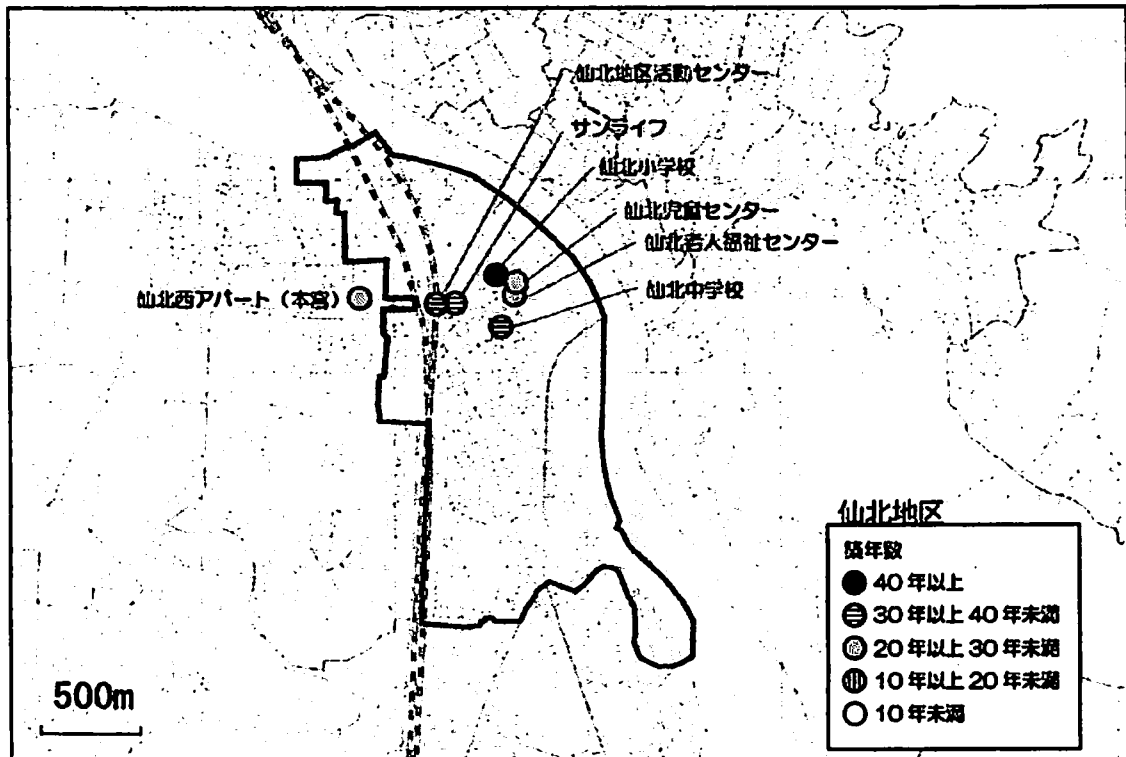 仙北地区活動センター
サンライフ
仙北小学校
仙北児童センター
仙北老人福祉センター
仙北中学校
仙北西アパート（本宮）
仙北地区
築年数
40年以上
30年以上40年未満
20年以上30年未満
10年以上20年未満
10年未満
500m